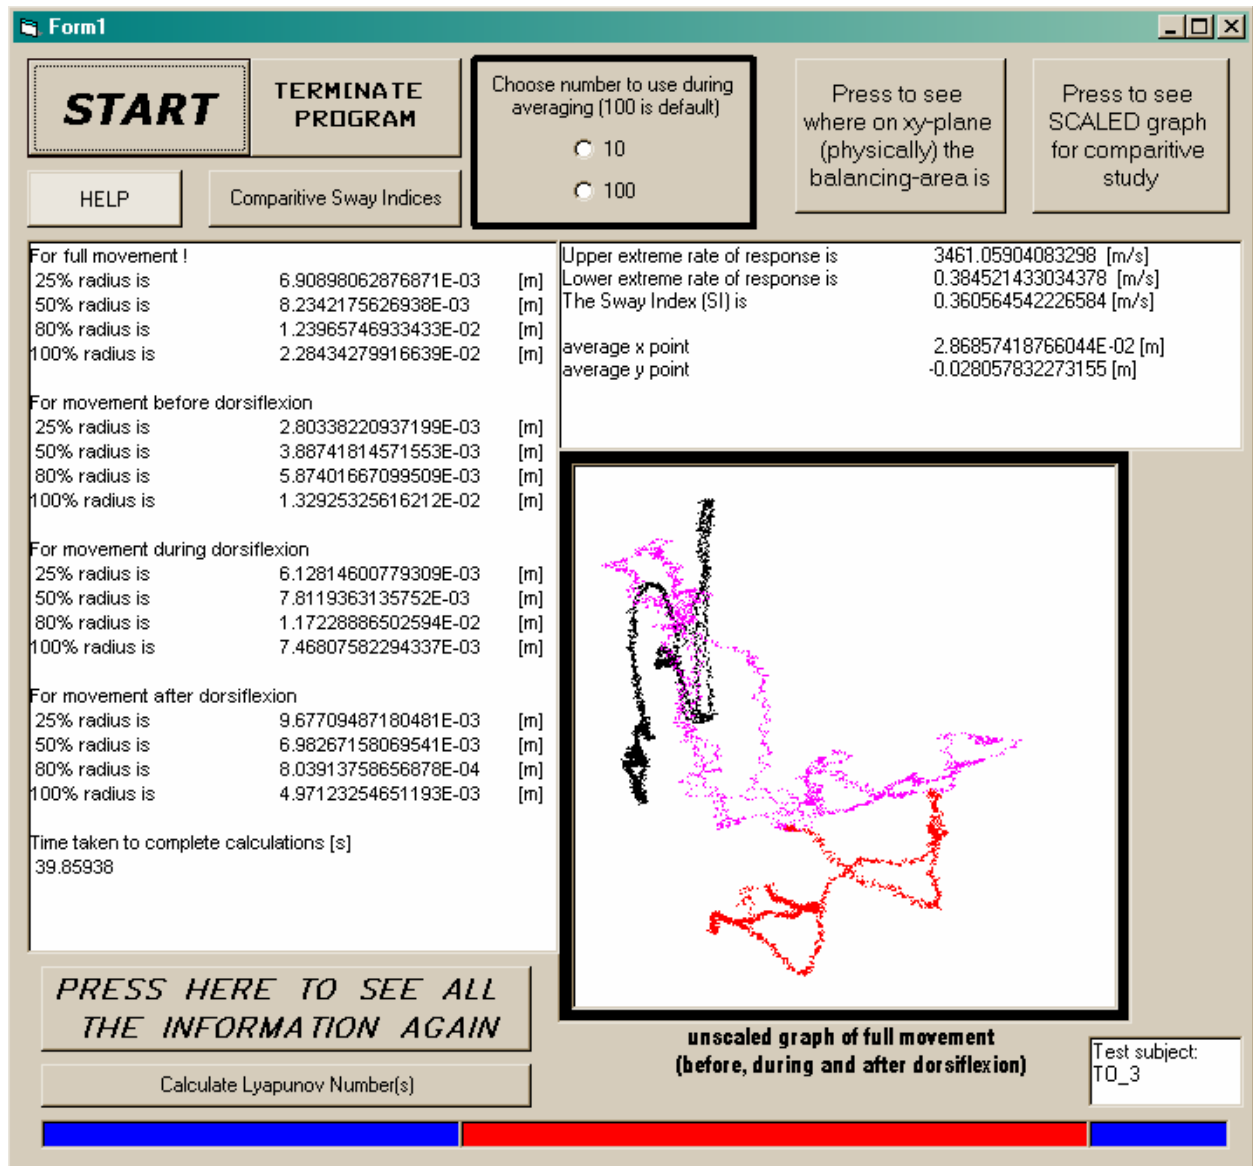 Form1
START
TERMINATE
PROGRAM
Choose number to use during
averaging (100 is default)
10
100
Press to see
where on xy-plane
(physically) the
balancing-area is
Press to see
SCALED graph
for comparitive
study
HELP
Comparitive Sway Indices
For full movement !
25% radius is 6.90898062876871E-03 [m]
50% radius is 8.2342175626938E-03 [m]
80% radius is 1.23965746933433E-02 [m]
100% radius is 2.28434279916639E-02 [m]
For movement before dorsiflexion
25% radius is 2.80338220937199E-03 [m]
50% radius is 3.88741814571553E-03 [m]
80% radius is 5.87401667099509E-03 [m]
100% radius is 1.32925325616212E-02 [m]
For movement during dorsiflexion
25% radius is 6.12814600779309E-03 [m]
50% radius is 7.81193631357​52E-03 [m]
80% radius is 1.17228886502594E-02 [m]
100% radius is 7.46807582294337E-03 [m]
For movement after dorsiflexion
25% radius is 9.67709487180481E-03 [m]
50% radius is 6.98267158069541E-03 [m]
80% radius is 8.03913758656878E-04 [m]
100% radius is 4.97123254651193E-03 [m]
Time taken to complete calculations [s]
39.85938
Upper extreme rate of response is 3461.05904083298 [m/s]
Lower extreme rate of response is 0.384521433034378 [m/s]
The Sway Index (SI) is 0.360564542226584 [m/s]
average x point 2.86857418766044E-02 [m]
average y point -0.028057832273155 [m]
unscaled graph of full movement
(before, during and after dorsiflexion)
Test subject:
TO_3
PRESS HERE TO SEE ALL
THE INFORMATION AGAIN
Calculate Lyapunov Number(s)